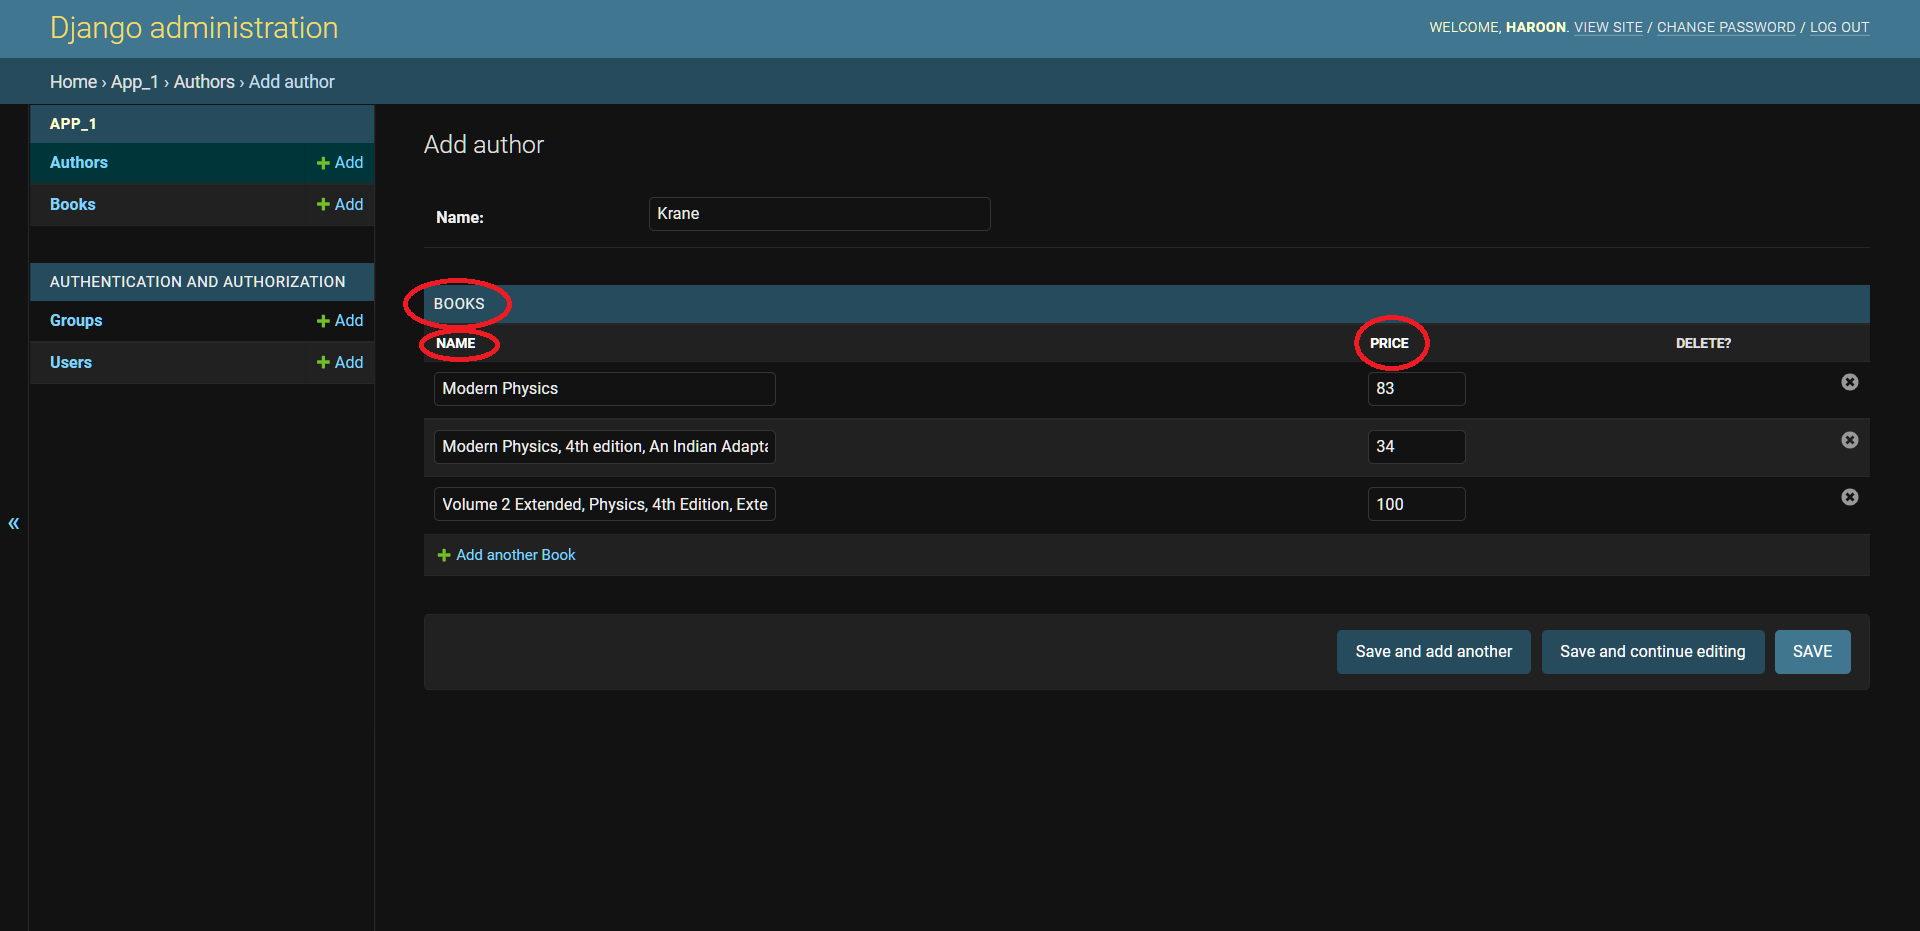 Django administration
WELCOME, HAROON. VIEW SITE / CHANGE PASSWORD / LOG OUT
Home › App_1 › Authors › Add author
APP_1
Authors + Add
Books + Add
AUTHENTICATION AND AUTHORIZATION
Groups + Add
Users + Add
«
Add author
Name: Krane
BOOKS
NAME PRICE DELETE?
Modern Physics 83
Modern Physics, 4th edition, An Indian Adapta 34
Volume 2 Extended, Physics, 4th Edition, Exte 100
+ Add another Book
Save and add another Save and continue editing SAVE